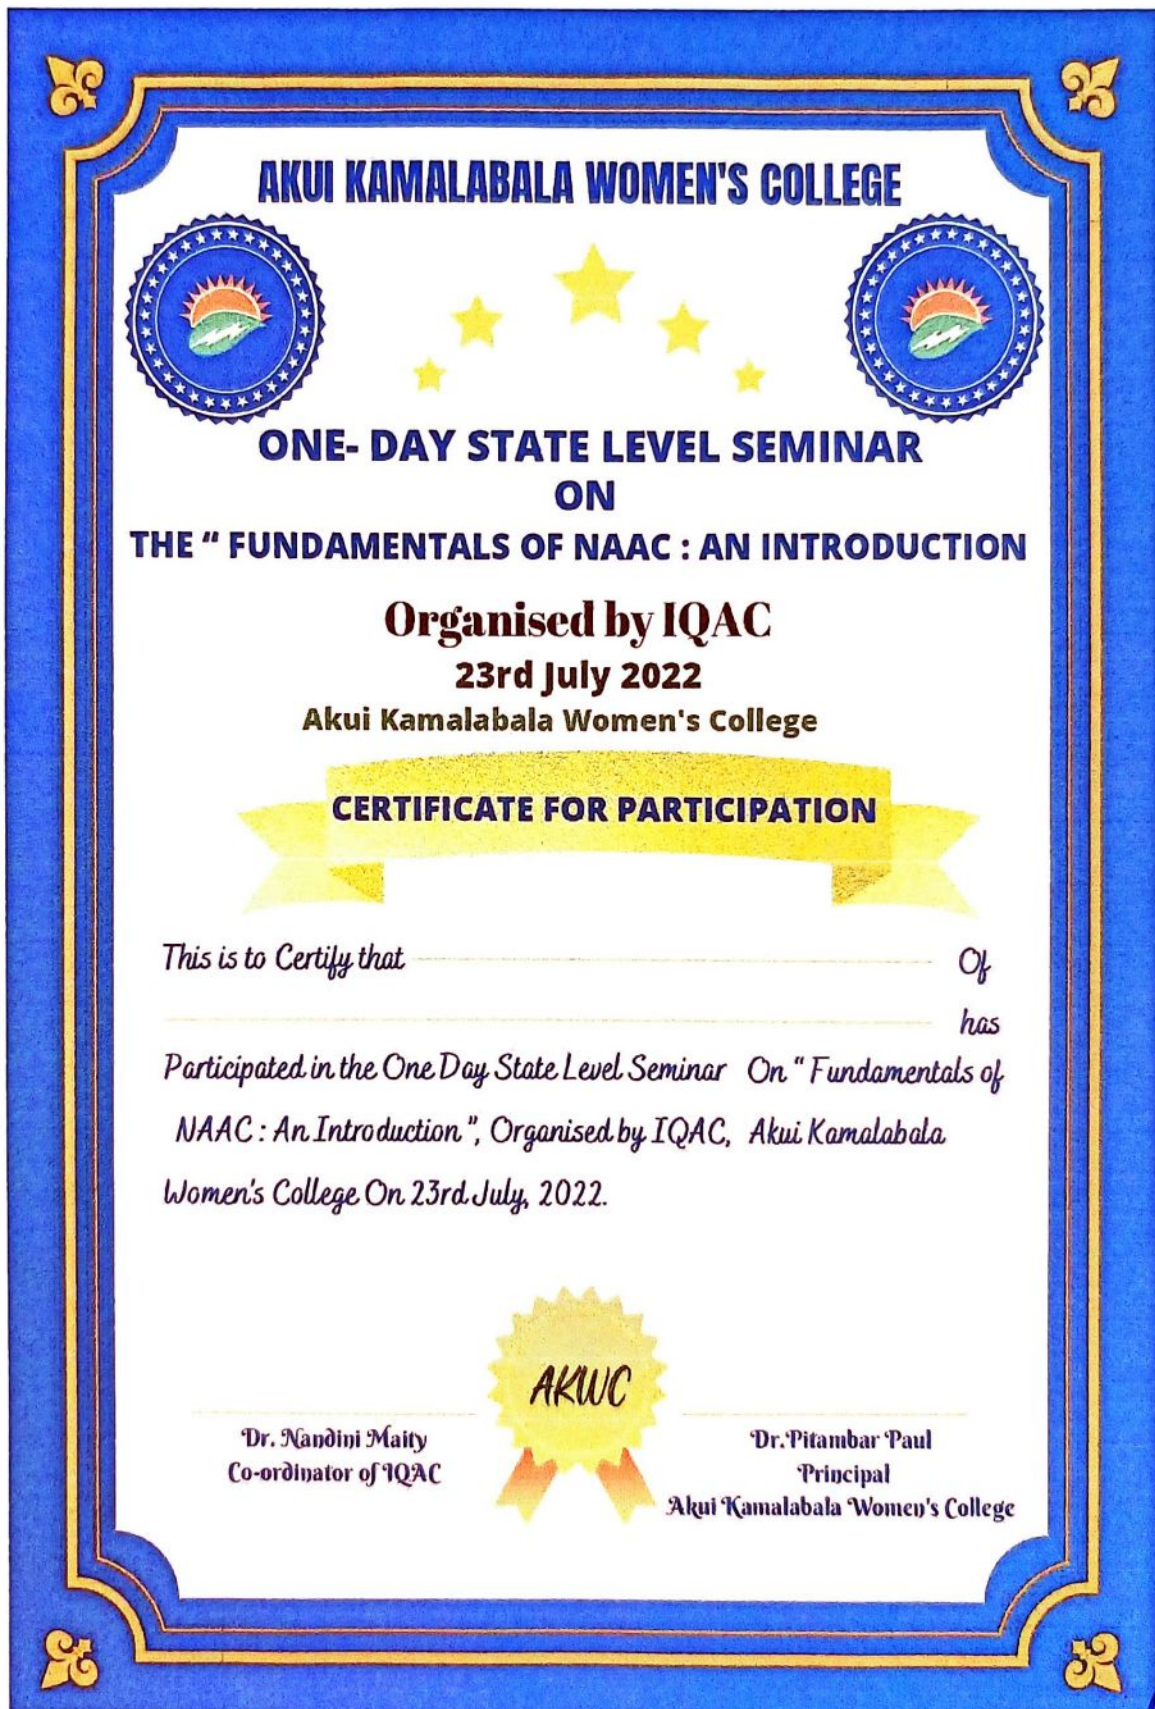 AKUI KAMALABALA WOMEN'S COLLEGE
ONE- DAY STATE LEVEL SEMINAR
ON
THE “ FUNDAMENTALS OF NAAC : AN INTRODUCTION
Organised by IQAC
23rd July 2022
Akui Kamalabala Women's College
CERTIFICATE FOR PARTICIPATION
This is to Certify that Of
has
Participated in the One Day State Level Seminar On “ Fundamentals of
NAAC : An Introduction ”, Organised by IQAC, Akui Kamalabala
Women's College On 23rd July, 2022.
AKWC
Dr. Nandini Maity
Co-ordinator of IQAC
Dr.Pitambar Paul
Principal
Akui Kamalabala Women's College